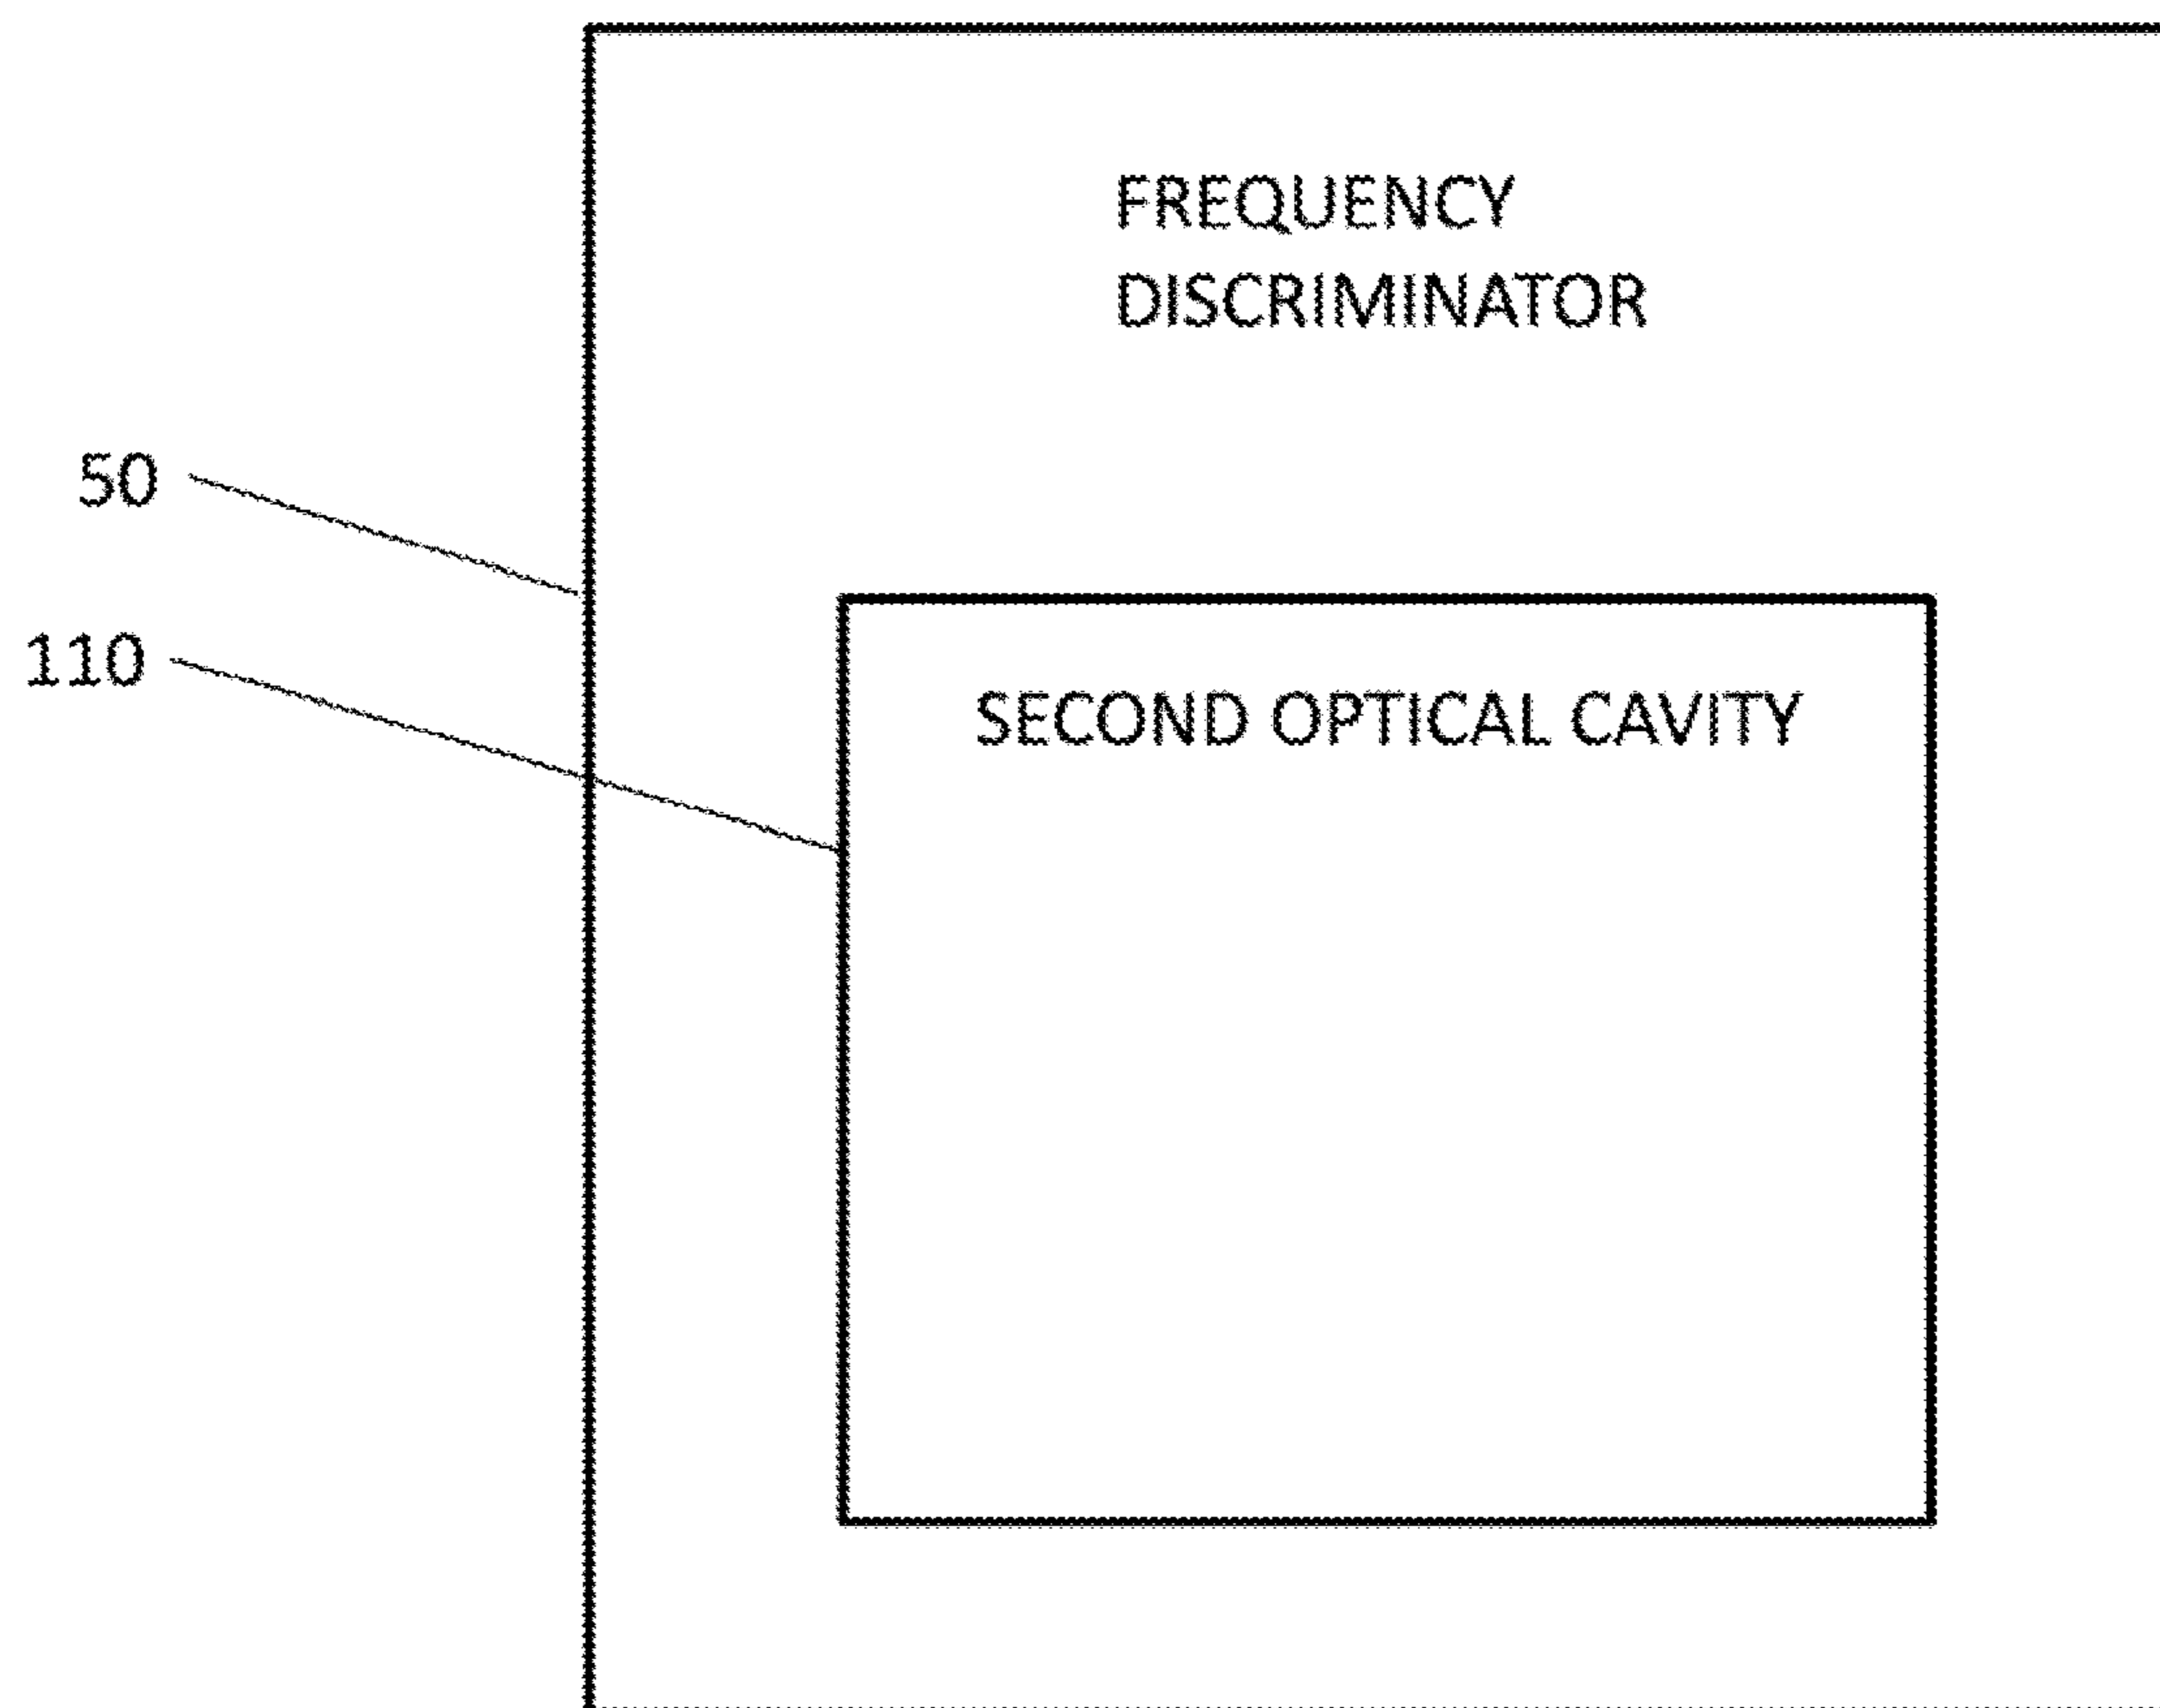 FREQUENCY
DISCRIMINATOR
50
110
SECOND OPTICAL CAVITY